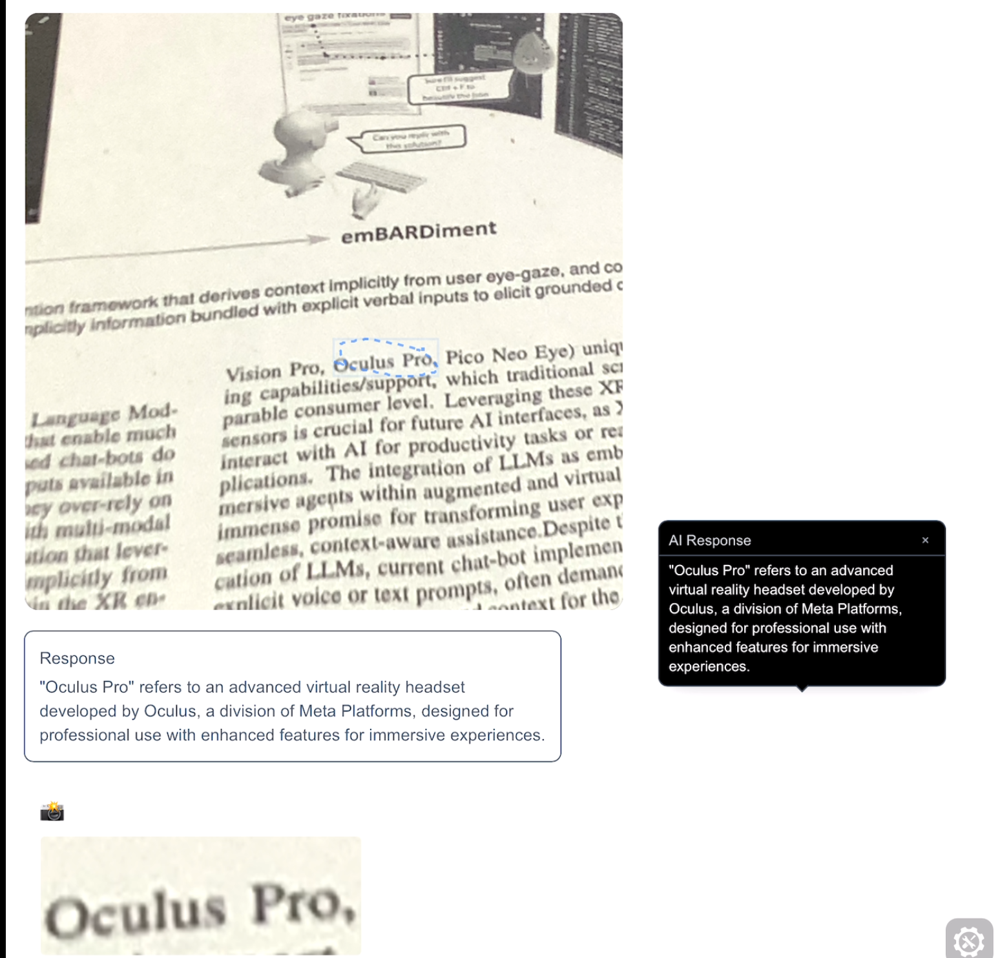 eye gaze fixations
Sure I'll suggest
Ctrl + F to
beautify the json
Can you reply with
this solution?
emBARDiment
ntion framework that derives context implicitly from user eye-gaze, and co
mplicitly information bundled with explicit verbal inputs to elicit grounded c
Language Mod-
that enable much
sed chat-bots do
puts available in
ey over-rely on
ith multi-modal
ution that lever-
mplicitly from
in the XR en-
Vision Pro, Oculus Pro, Pico Neo Eye) uniqu
ing capabilities/support, which traditional scr
parable consumer level. Leveraging these XR
sensors is crucial for future AI interfaces, as X
interact with AI for productivity tasks or rea
plications. The integration of LLMs as emb
mersive agents within augmented and virtual
immense promise for transforming user exp
seamless, context-aware assistance.Despite t
cation of LLMs, current chat-bot implemen
explicit voice or text prompts, often demand
context for the
AI Response
×
"Oculus Pro" refers to an advanced
virtual reality headset developed by
Oculus, a division of Meta Platforms,
designed for professional use with
enhanced features for immersive
experiences.
Response
"Oculus Pro" refers to an advanced virtual reality headset
developed by Oculus, a division of Meta Platforms, designed for
professional use with enhanced features for immersive experiences.
Oculus Pro,